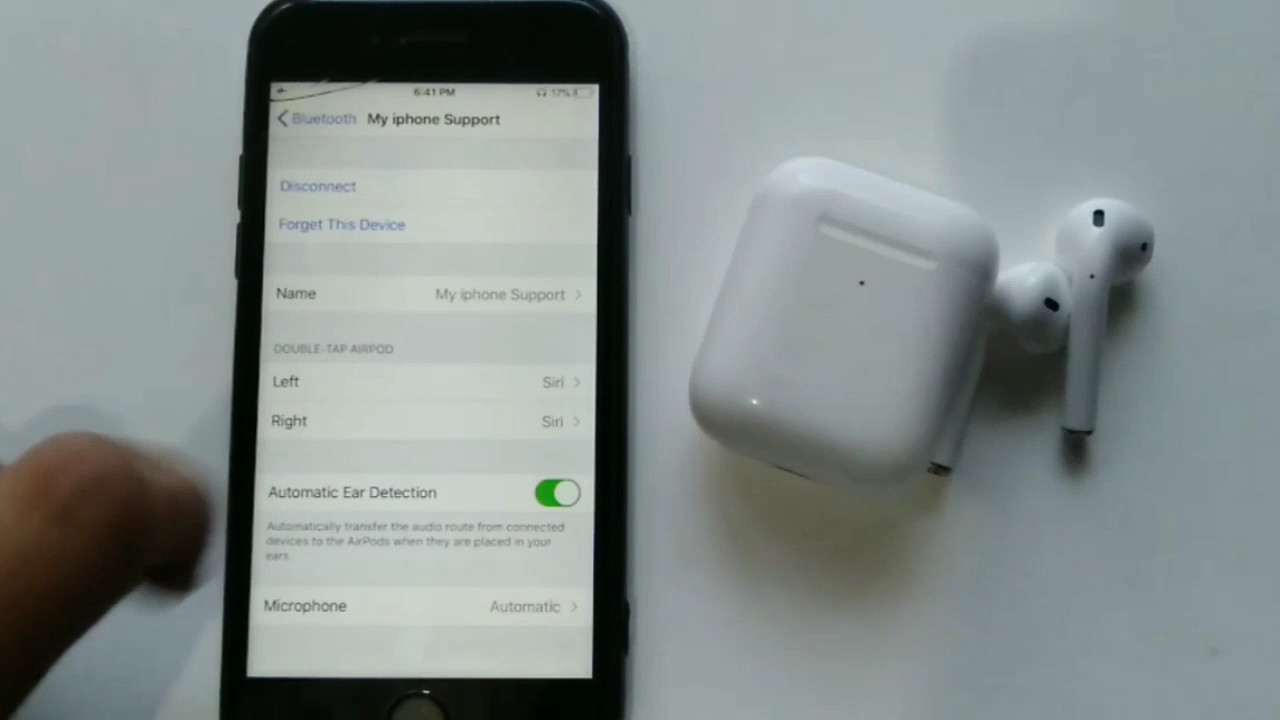 6:41 PM 17%
Bluetooth My iphone Support
Disconnect
Forget This Device
Name My iphone Support
DOUBLE-TAP AIRPOD
Left Siri
Right Siri
Automatic Ear Detection
Automatically transfer the audio route from connected
devices to the AirPods when they are placed in your
ears.
Microphone Automatic